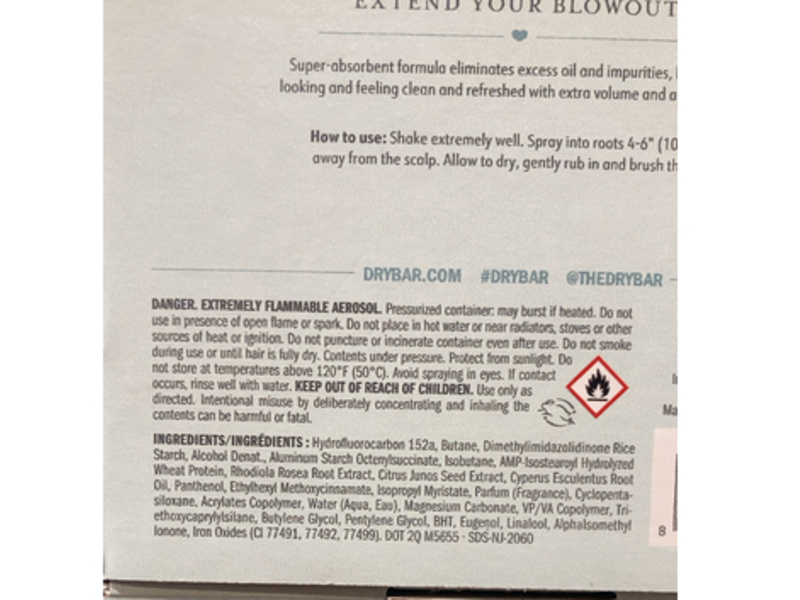 EXTEND YOUR BLOWOUT
Super-absorbent formula eliminates excess oil and impurities,
looking and feeling clean and refreshed with extra volume and a
How to use: Shake extremely well. Spray into roots 4-6" (10
away from the scalp. Allow to dry, gently rub in and brush th
DRYBAR.COM #DRYBAR @THEDRYBAR
DANGER. EXTREMELY FLAMMABLE AEROSOL. Pressurized container: may burst if heated. Do not
use in presence of open flame or spark. Do not place in hot water or near radiators, stoves or other
sources of heat or ignition. Do not puncture or incinerate container even after use. Do not smoke
during use or until hair is fully dry. Contents under pressure. Protect from sunlight. Do
not store at temperatures above 120°F (50°C). Avoid spraying in eyes. If contact
occurs, rinse well with water. KEEP OUT OF REACH OF CHILDREN. Use only as
directed. Intentional misuse by deliberately concentrating and inhaling the
contents can be harmful or fatal.
INGREDIENTS/INGRÉDIENTS : Hydrofluorocarbon 152a, Butane, Dimethylimidazolidinone Rice
Starch, Alcohol Denat., Aluminum Starch Octenylsuccinate, Isobutane, AMP-Isostearoyl Hydrolyzed
Wheat Protein, Rhodiola Rosea Root Extract, Citrus Junos Seed Extract, Cyperus Esculentus Root
Oil, Panthenol, Ethylhexyl Methoxycinnamate, Isopropyl Myristate, Parfum (Fragrance), Cyclopenta-
siloxane, Acrylates Copolymer, Water (Aqua, Eau), Magnesium Carbonate, VP/VA Copolymer, Tri-
ethoxycaprylylsilane, Butylene Glycol, Pentylene Glycol, BHT, Eugenol, Linalool, Alphalsomethyl
Ionone, Iron Oxides (CI 77491, 77492, 77499). DOT 2Q M5655 · SDS-NJ-2060
Ma
8